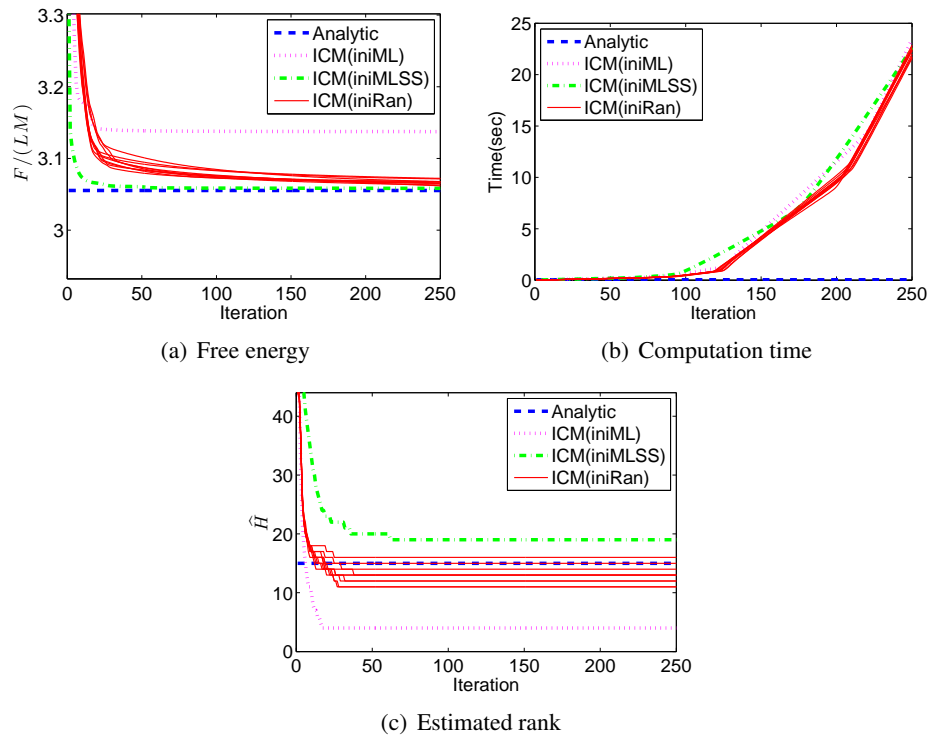 3.3
3.2
3.1
3
F/(LM)
0 50 100 150 200 250
Iteration
Analytic
ICM(iniML)
ICM(iniMLSS)
ICM(iniRan)
(a) Free energy
25
20
15
10
5
0
Time(sec)
0 50 100 150 200 250
Iteration
Analytic
ICM(iniML)
ICM(iniMLSS)
ICM(iniRan)
(b) Computation time
40
30
20
10
0
Ĥ
0 50 100 150 200 250
Iteration
Analytic
ICM(iniML)
ICM(iniMLSS)
ICM(iniRan)
(c) Estimated rank